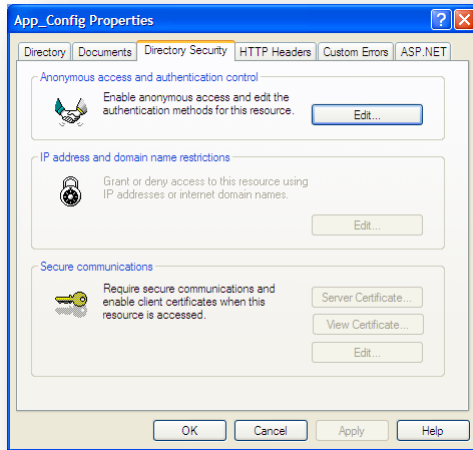 App_Config Properties
Directory Documents Directory Security HTTP Headers Custom Errors ASP.NET
Anonymous access and authentication control
Enable anonymous access and edit the
authentication methods for this resource.
Edit...
IP address and domain name restrictions
Grant or deny access to this resource using
IP addresses or internet domain names.
Edit...
Secure communications
Require secure communications and
enable client certificates when this
resource is accessed.
Server Certificate...
View Certificate...
Edit...
OK Cancel Apply Help